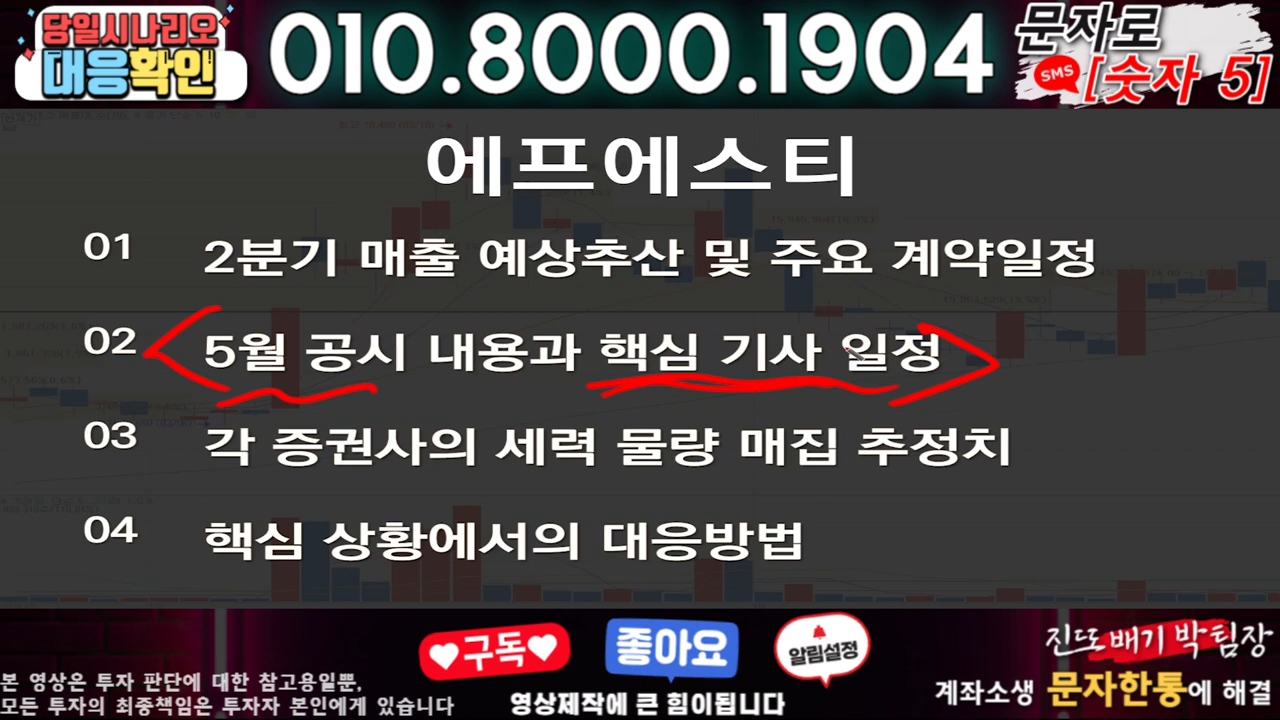 당일시나리오
대응확인
010.8000.1904
문자로
SMS [숫자 5]
에프에스티
01 2분기 매출 예상추산 및 주요 계약일정
02 5월 공시 내용과 핵심 기사 일정
03 각 증권사의 세력 물량 매집 추정치
04 핵심 상황에서의 대응방법
구독
좋아요
알림설정
영상제작에 큰 힘이됩니다
본 영상은 투자 판단에 대한 참고용일뿐,
모든 투자의 최종책임은 투자자 본인에게 있습니다
진또배기 박팀장
계좌소생 문자한통에 해결